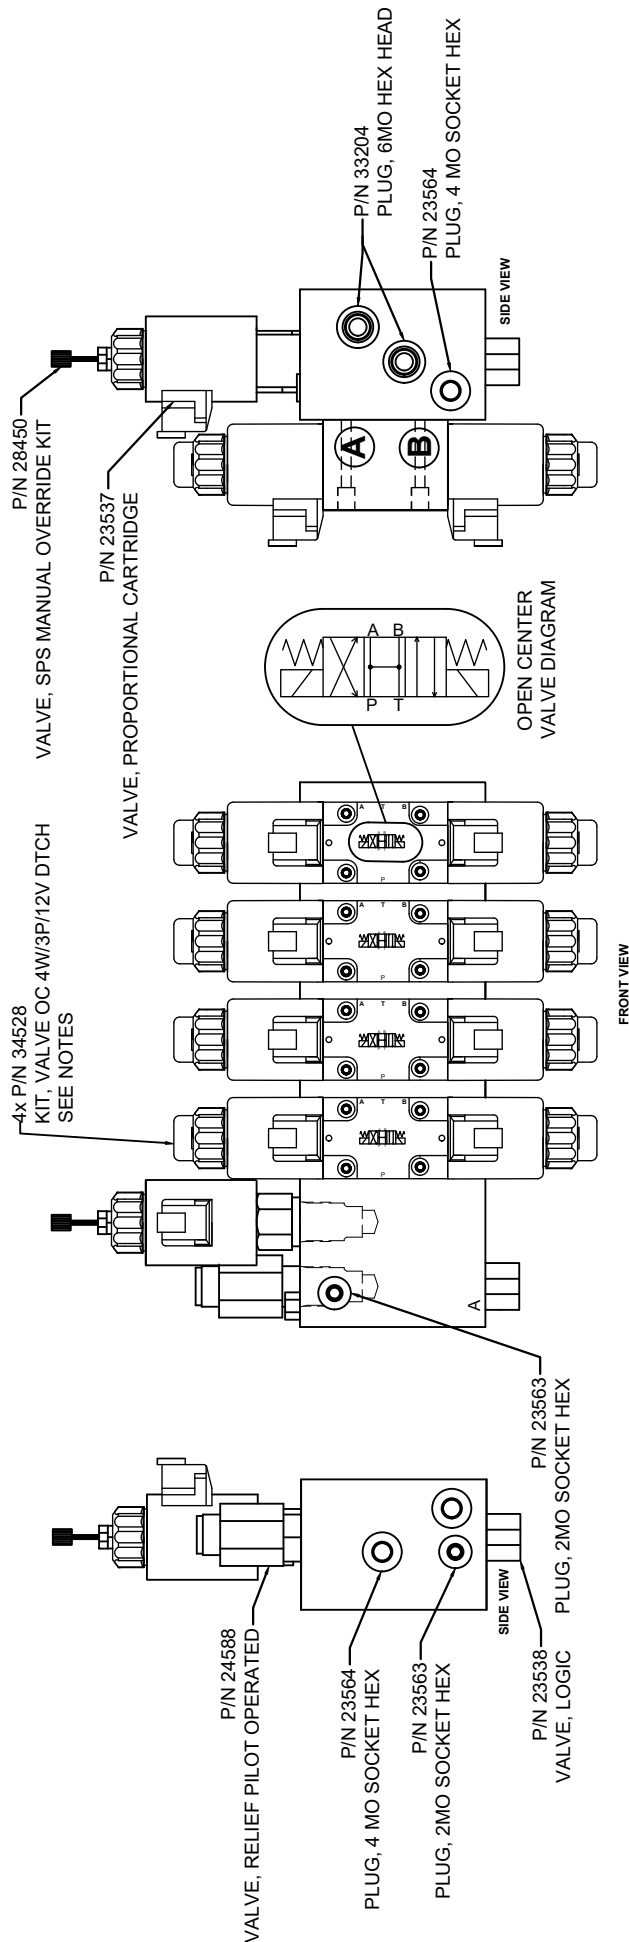 P/N 24588
VALVE, RELIEF PILOT OPERATED
P/N 23564
PLUG, 4 MO SOCKET HEX
P/N 23563
PLUG, 2MO SOCKET HEX
SIDE VIEW
P/N 23538
VALVE, LOGIC
4x P/N 34528
KIT, VALVE OC 4W/3P/12V DTCH
SEE NOTES
A
P/N 23563
PLUG, 2MO SOCKET HEX
A T B
P
A T B
P
A T B
P
A T B
P
FRONT VIEW
A B
P T
OPEN CENTER
VALVE DIAGRAM
P/N 28450
VALVE, SPS MANUAL OVERRIDE KIT
P/N 23537
VALVE, PROPORTIONAL CARTRIDGE
A
B
P/N 33204
PLUG, 6MO HEX HEAD
P/N 23564
PLUG, 4 MO SOCKET HEX
SIDE VIEW